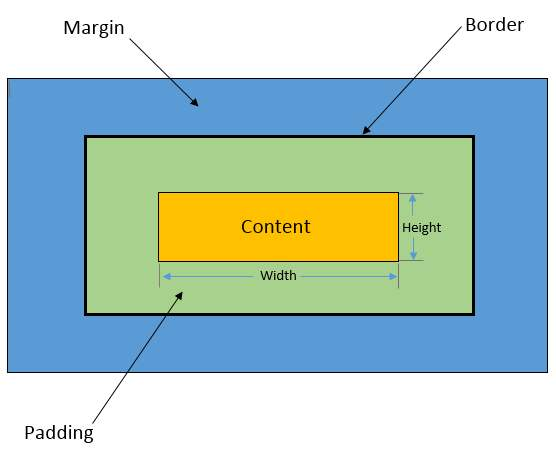 Margin
Border
Content
Height
Width
Padding